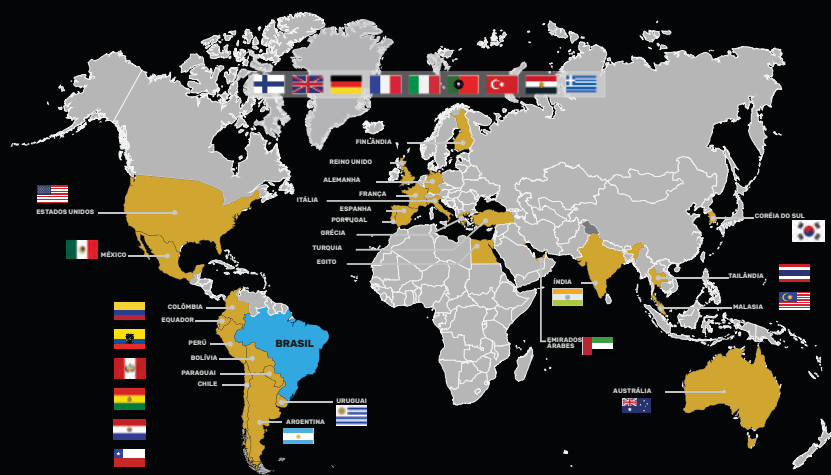 FINLÂNDIA
REINO UNIDO
ALEMANHA
FRANÇA
ITÁLIA
ESPANHA
PORTUGAL
GRÉCIA
TURQUIA
EGITO
ESTADOS UNIDOS
MÉXICO
CORÉIA DO SUL
TAILÂNDIA
MALASIA
ÍNDIA
EMIRADOS
ÁRABES
COLÔMBIA
EQUADOR
PERÚ
BRASIL
BOLÍVIA
PARAGUAI
CHILE
URUGUAI
ARGENTINA
AUSTRÁLIA